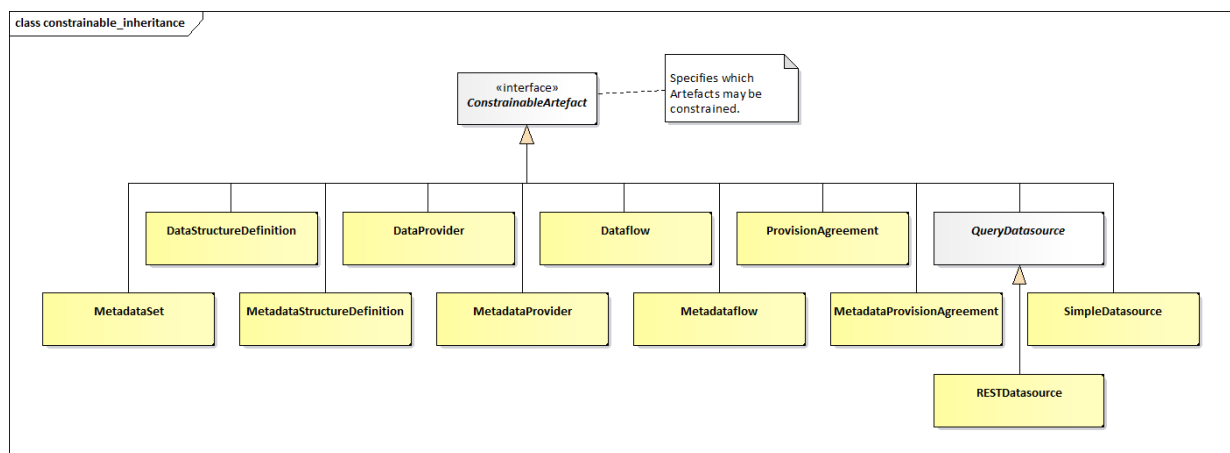 class constrainable_inheritance
«interface»
ConstrainableArtefact
Specifies which
Artefacts may be
constrained.
DataStructureDefinition
DataProvider
Dataflow
ProvisionAgreement
QueryDatasource
MetadataSet
MetadataStructureDefinition
MetadataProvider
Metadataflow
MetadataProvisionAgreement
SimpleDatasource
RESTDatasource